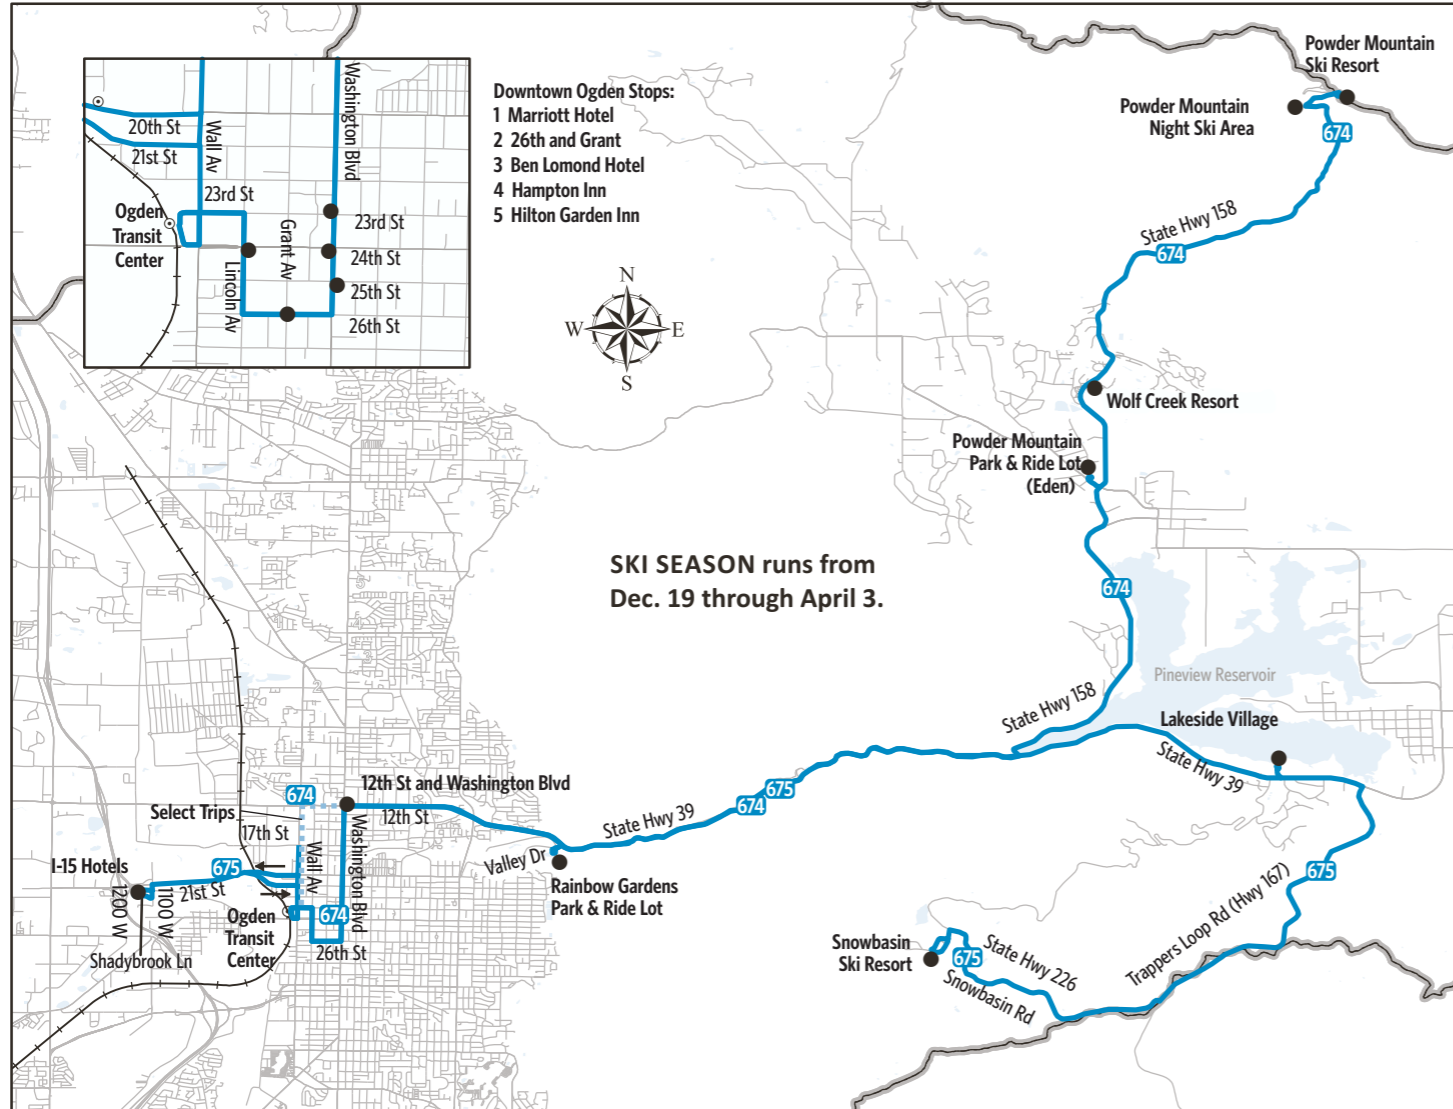 Powder Mountain
Ski Resort
Powder Mountain
Night Ski Area
674
Washington Blvd
20th St
21st St
Wall Av
23rd St
Ogden
Transit
Center
Grant Av
Lincoln Av
23rd St
24th St
25th St
26th St
Downtown Ogden Stops:
1 Marriott Hotel
2 26th and Grant
3 Ben Lomond Hotel
4 Hampton Inn
5 Hilton Garden Inn
N
W E
S
State Hwy 158
674
Wolf Creek Resort
Powder Mountain
Park & Ride Lot
(Eden)
SKI SEASON runs from
Dec. 19 through April 3.
674
Pineview Reservoir
State Hwy 158
Lakeside Village
State Hwy 39
12th St and Washington Blvd
674
Select Trips
17th St
12th St
Wall Av
Washington Blvd
State Hwy 39
674
675
Valley Dr
Rainbow Gardens
Park & Ride Lot
I-15 Hotels
675
21st St
1200 W
1100 W
Shadybrook Ln
Ogden
Transit
Center
674
26th St
675
Trappers Loop Rd (Hwy 167)
Snowbasin
Ski Resort
675
State Hwy 226
Snowbasin Rd